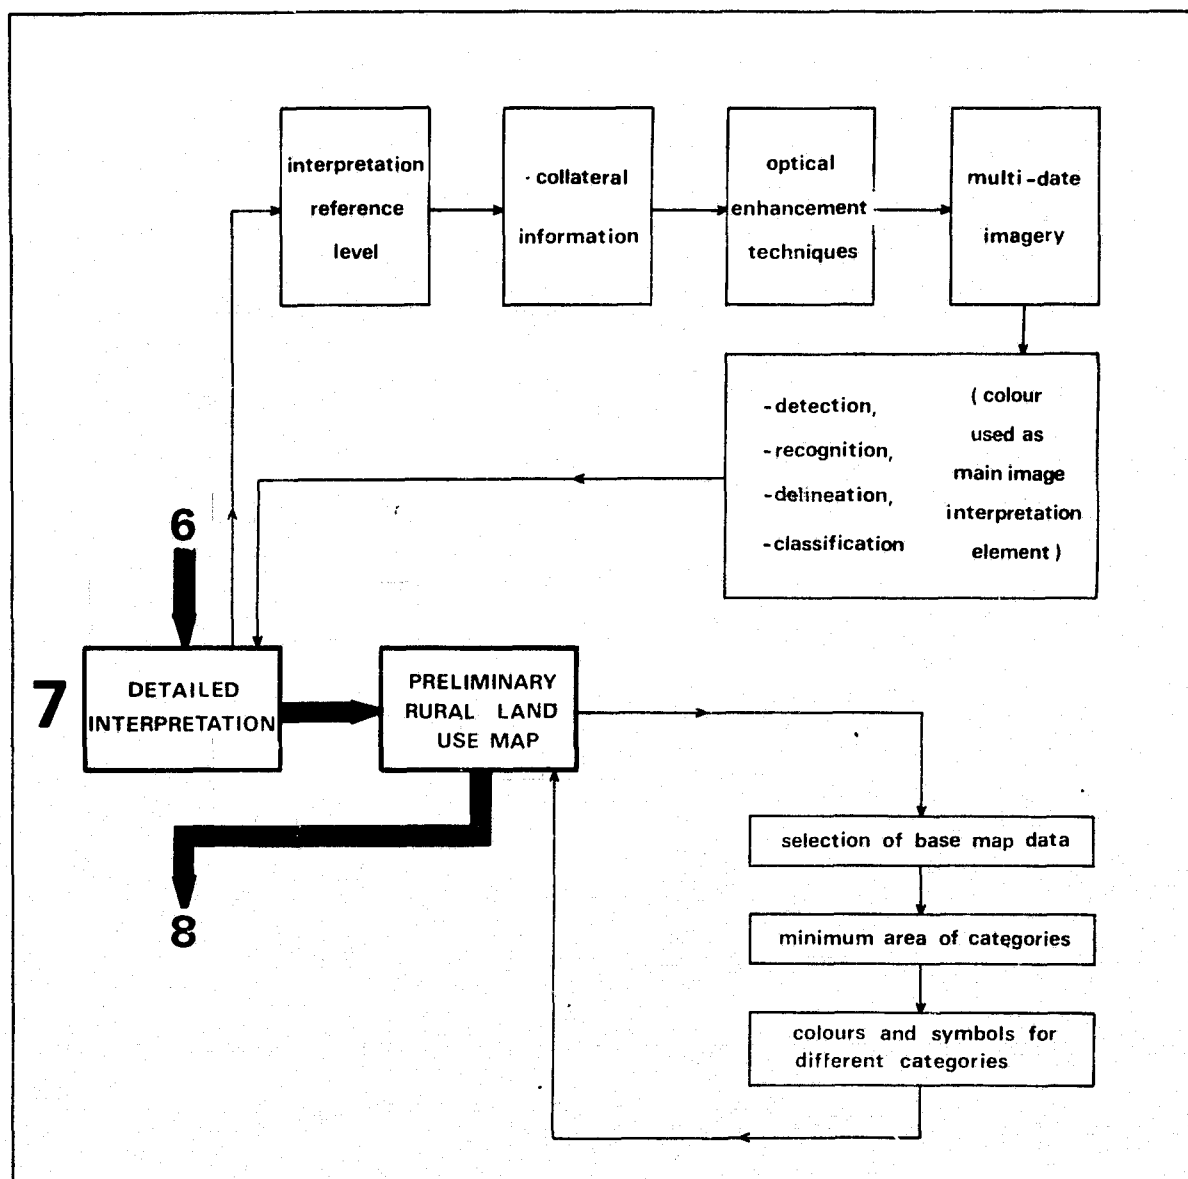 interpretation
reference
level
collateral
information
optical
enhancement
techniques
multi-date
imagery
-detection,
-recognition,
-delineation,
-classification
( colour
used as
main image
interpretation
element )
6
7
DETAILED
INTERPRETATION
PRELIMINARY
RURAL LAND
USE MAP
8
selection of base map data
minimum area of categories
colours and symbols for
different categories